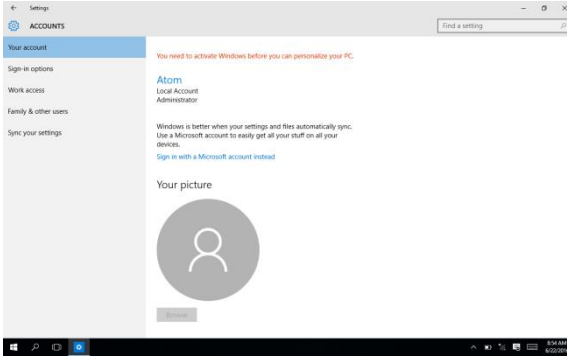 Settings
ACCOUNTS
Find a setting
Your account
Sign-in options
Work access
Family & other users
Sync your settings
You need to activate Windows before you can personalize your PC.
Atom
Local Account
Administrator
Windows is better when your settings and files automatically sync.
Use a Microsoft account to easily get all your stuff on all your
devices.
Sign in with a Microsoft account instead
Your picture
Browse
8:54 AM